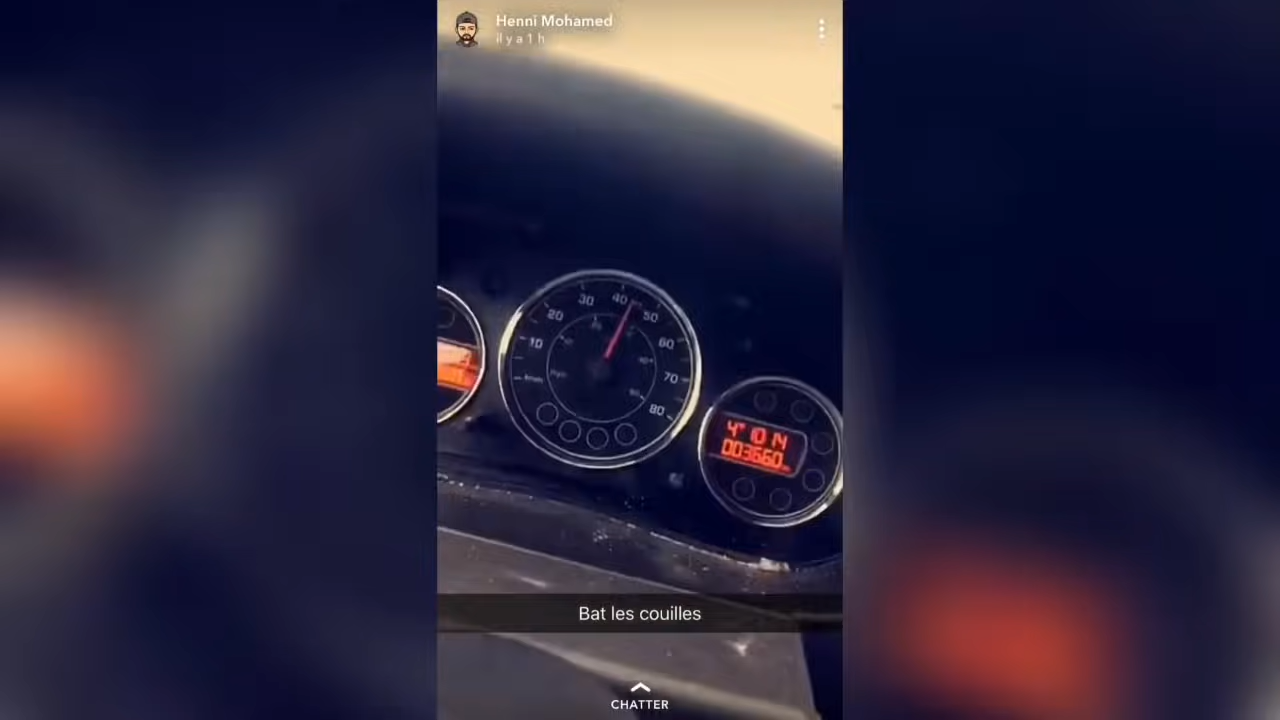 Henni Mohamed
il y a 1 h
30 40
20 50
10 60
70
80
4° 10 14
003660
Bat les couilles
CHATTER